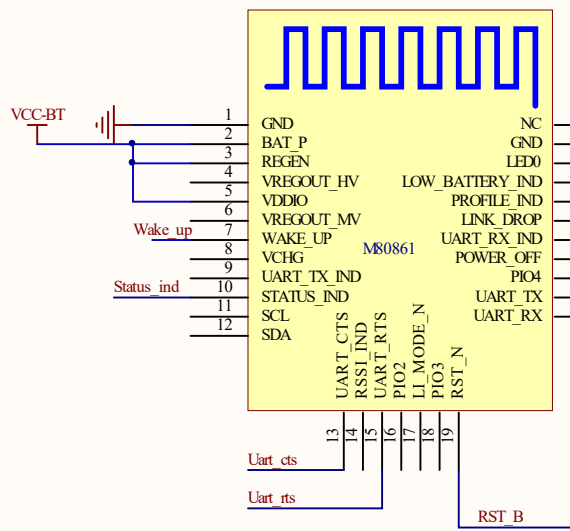 VCC-BT
1 GND NC
2 BAT_P GND
3 REGEN LED0
4 VREGOUT_HV LOW_BATTERY_IND
5 VDDIO PROFILE_IND
6 VREGOUT_MV LINK_DROP
Wake_up 7 WAKE_UP UART_RX_IND
M80861
8 VCHG POWER_OFF
9 UART_TX_IND PIO4
Status_ind 10 STATUS_IND UART_TX
11 SCL UART_RX
12 SDA
UART_CTS
RSSI_IND
UART_RTS
PIO2
LI_MODE_N
PIO3
RST_N
13
14
15
16
17
18
19
Uart_cts
Uart_rts
RST_B